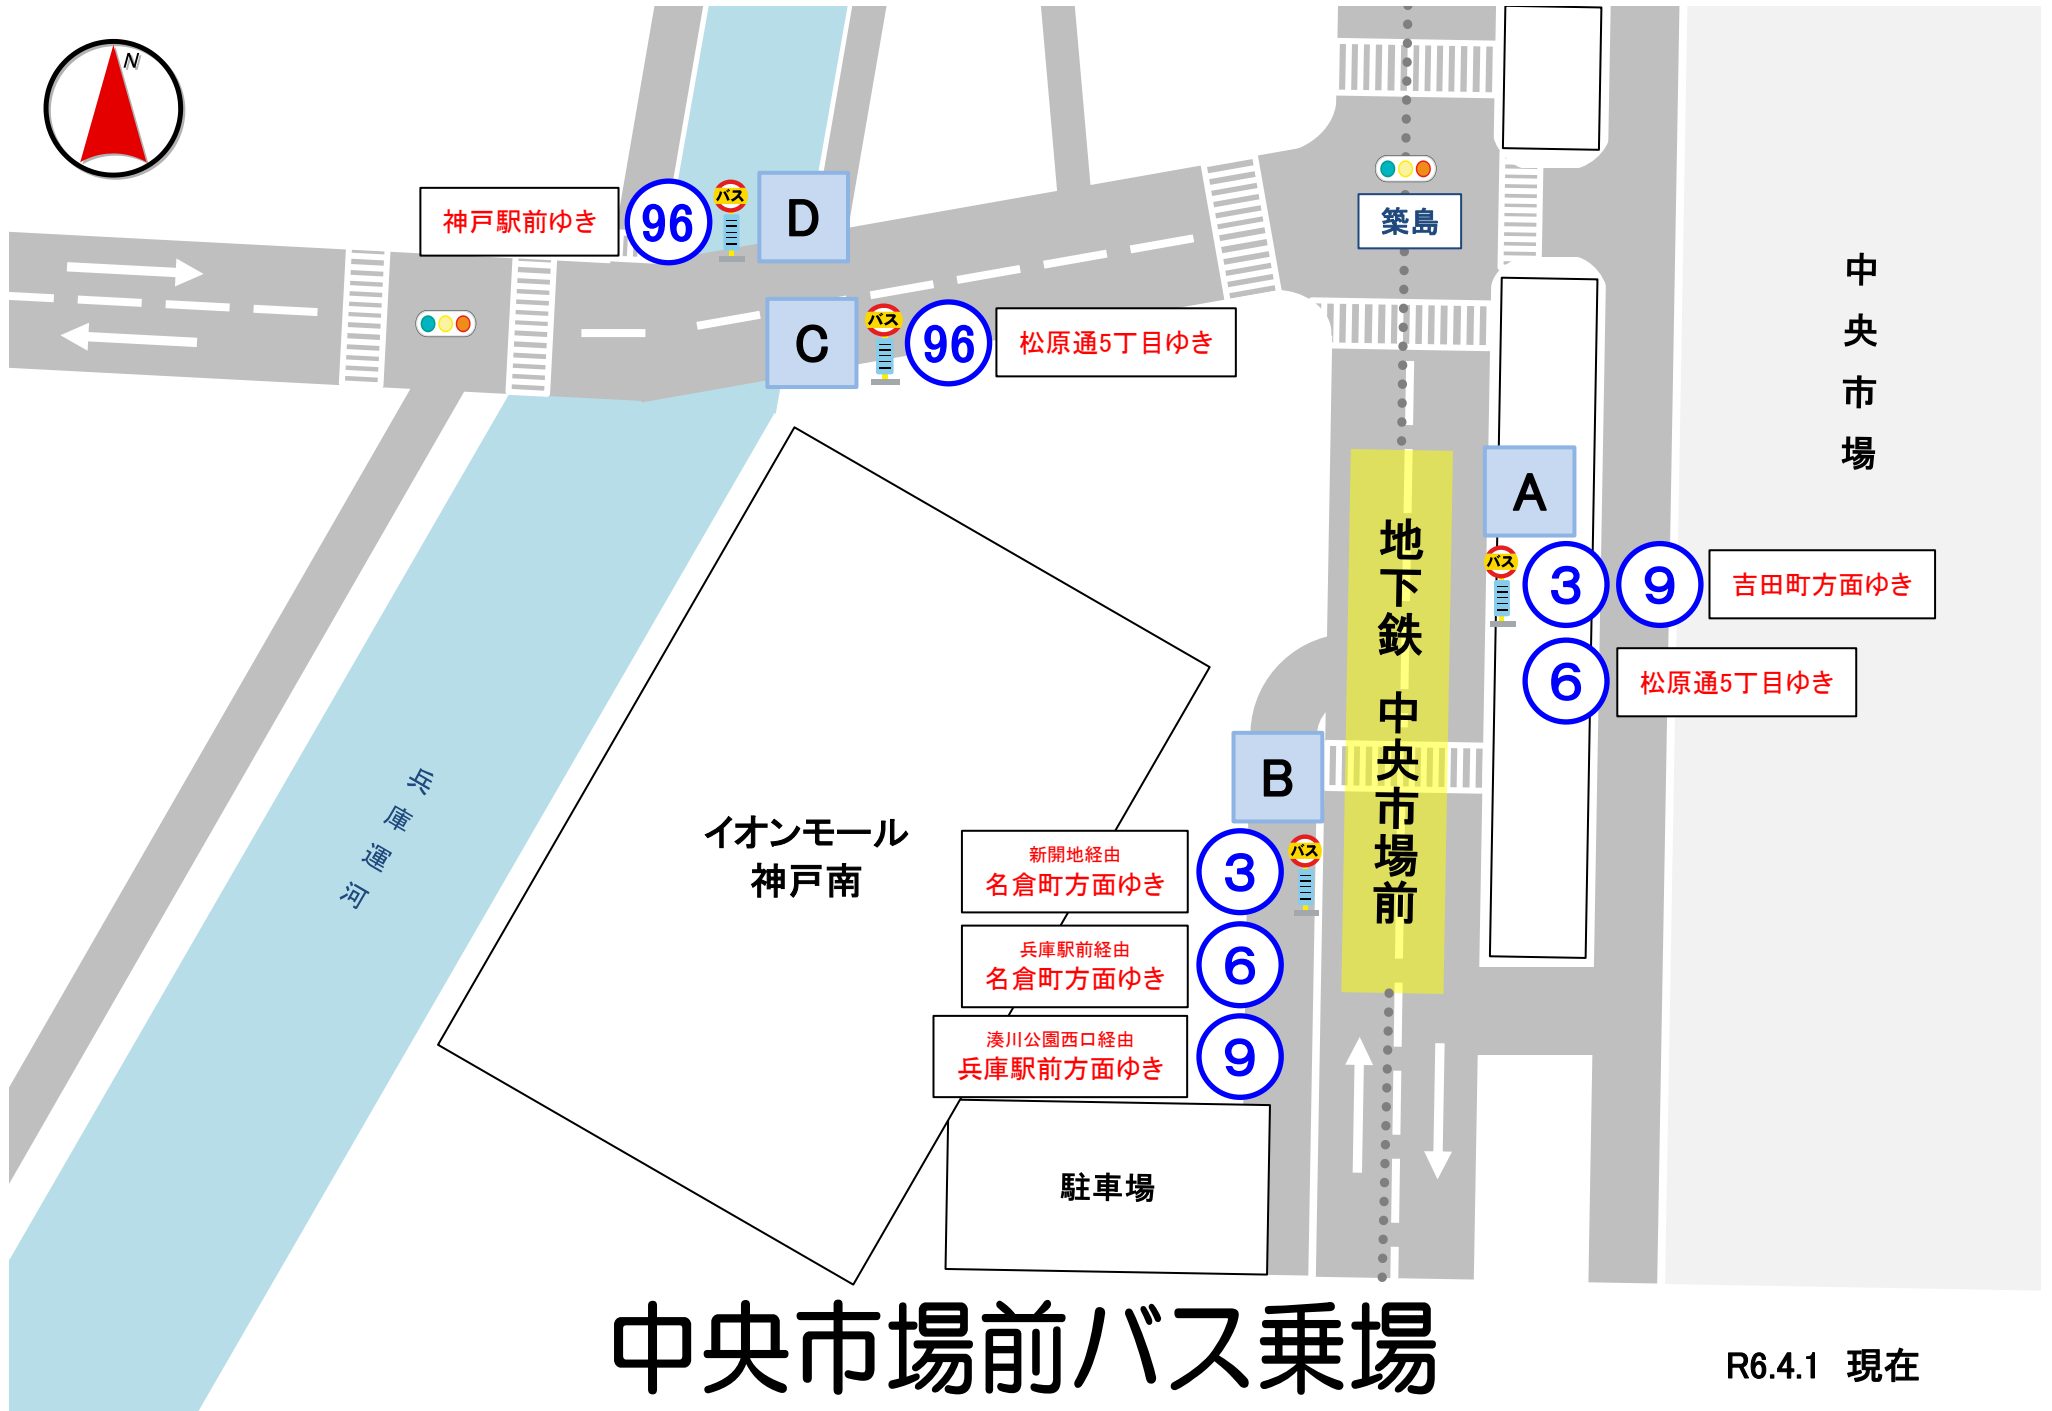 N
神戸駅前ゆき
96
バス
D
築島
C
バス
96
松原通5丁目ゆき
中央市場
A
バス
3
9
吉田町方面ゆき
6
松原通5丁目ゆき
地下鉄 中央市場前
B
バス
兵庫運河
イオンモール
神戸南
新開地経由
名倉町方面ゆき
3
兵庫駅前経由
名倉町方面ゆき
6
湊川公園西口経由
兵庫駅前方面ゆき
9
駐車場
中央市場前バス乗場
R6.4.1 現在